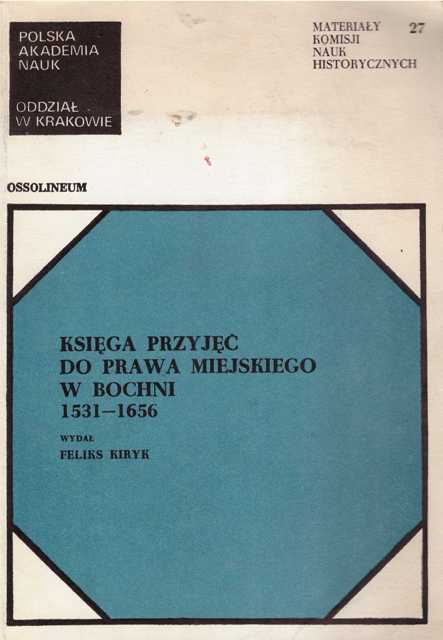 POLSKA
AKADEMIA
NAUK
ODDZIAŁ
W KRAKOWIE
MATERIAŁY 27
KOMISJI
NAUK
HISTORYCZNYCH
OSSOLINEUM
KSIĘGA PRZYJĘĆ
DO PRAWA MIEJSKIEGO
W BOCHNI
1531—1656
WYDAŁ
FELIKS KIRYK